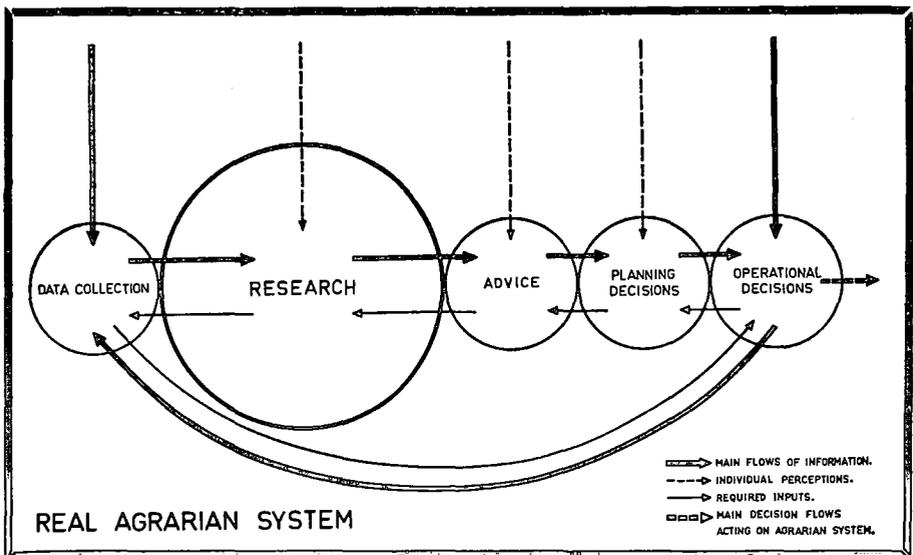 DATA COLLECTION
RESEARCH
ADVICE
PLANNING
DECISIONS
OPERATIONAL
DECISIONS
MAIN FLOWS OF INFORMATION.
INDIVIDUAL PERCEPTIONS.
REQUIRED INPUTS.
MAIN DECISION FLOWS
ACTING ON AGRARIAN SYSTEM.
REAL AGRARIAN SYSTEM